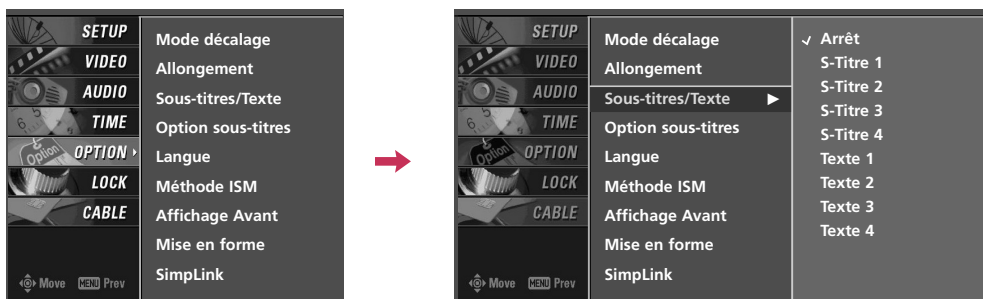 SETUP
VIDEO
AUDIO
TIME
Option
OPTION
LOCK
CABLE
Move MENU Prev
Mode décalage
Allongement
Sous-titres/Texte
Option sous-titres
Langue
Méthode ISM
Affichage Avant
Mise en forme
SimpLink
SETUP
VIDEO
AUDIO
TIME
Option
OPTION
LOCK
CABLE
Move MENU Prev
Mode décalage
Allongement
Sous-titres/Texte
Option sous-titres
Langue
Méthode ISM
Affichage Avant
Mise en forme
SimpLink
Arrêt
S-Titre 1
S-Titre 2
S-Titre 3
S-Titre 4
Texte 1
Texte 2
Texte 3
Texte 4